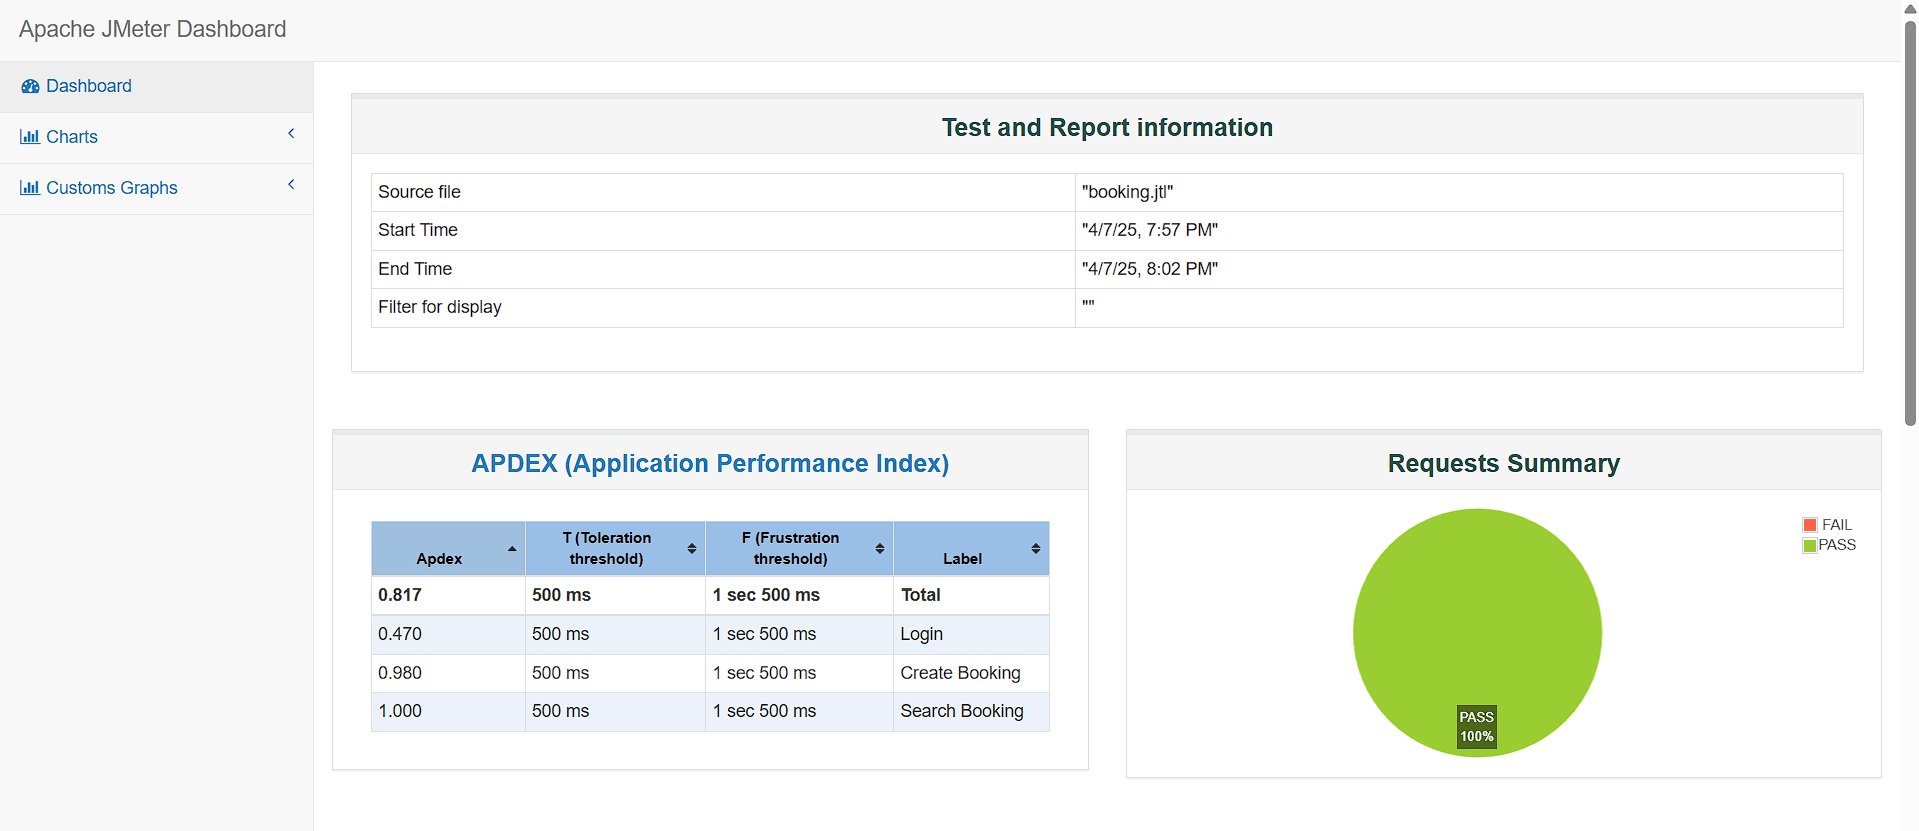 Apache JMeter Dashboard
Dashboard
Charts
Customs Graphs
Test and Report information
Source file "booking.jtl"
Start Time "4/7/25, 7:57 PM"
End Time "4/7/25, 8:02 PM"
Filter for display ""
APDEX (Application Performance Index)
Apdex T (Toleration threshold) F (Frustration threshold) Label
0.817 500 ms 1 sec 500 ms Total
0.470 500 ms 1 sec 500 ms Login
0.980 500 ms 1 sec 500 ms Create Booking
1.000 500 ms 1 sec 500 ms Search Booking
Requests Summary
FAIL
PASS
PASS
100%